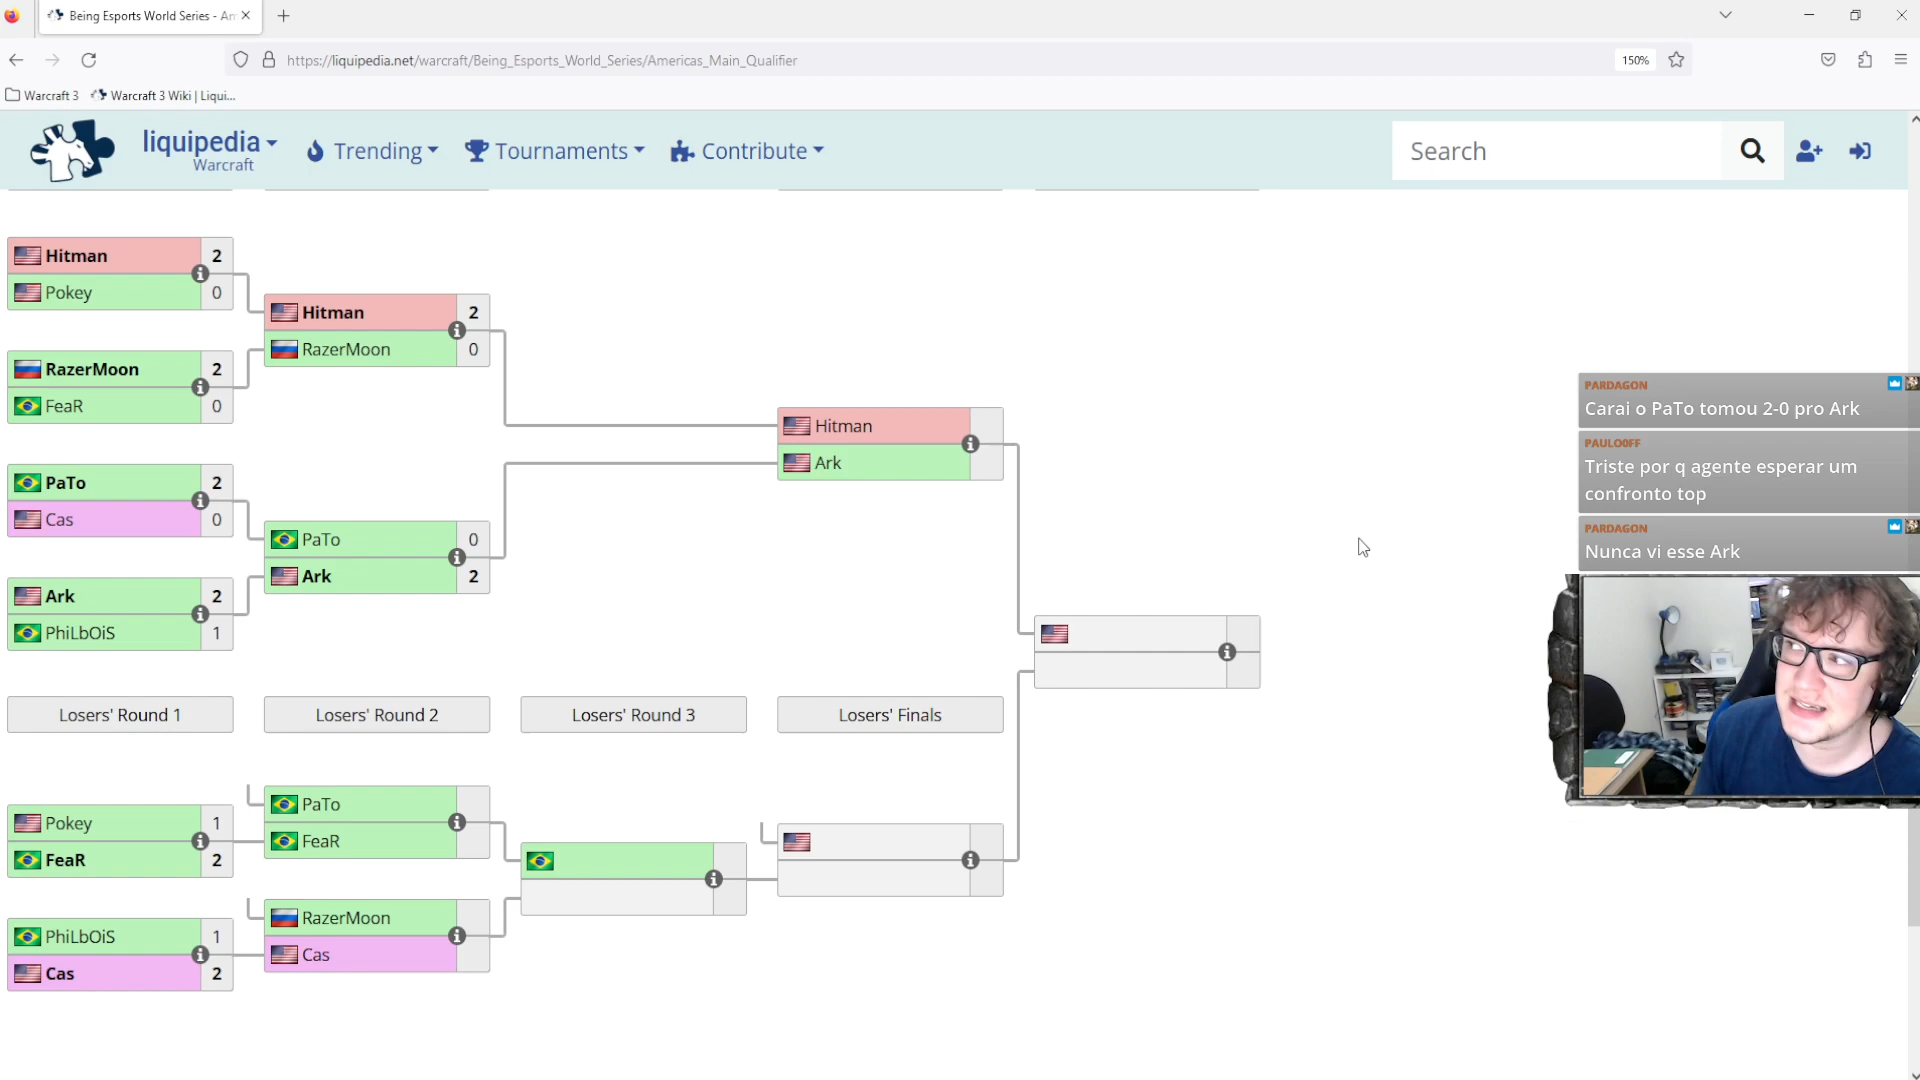 Being Esports World Series - Am
https://liquipedia.net/warcraft/Being_Esports_World_Series/Americas_Main_Qualifier
150%
Warcraft 3
Warcraft 3 Wiki | Liqui...
liquipedia
Warcraft
Trending
Tournaments
Contribute
Search
Hitman 2
Pokey 0
RazerMoon 2
FeaR 0
PaTo 2
Cas 0
Ark 2
PhiLbOiS 1
Hitman 2
RazerMoon 0
PaTo 0
Ark 2
Hitman
Ark
Losers' Round 1
Losers' Round 2
Losers' Round 3
Losers' Finals
Pokey 1
FeaR 2
PhiLbOiS 1
Cas 2
PaTo
FeaR
RazerMoon
Cas
PARDAGON
Carai o PaTo tomou 2-0 pro Ark
PAULO0FF
Triste por q agente esperar um
confronto top
PARDAGON
Nunca vi esse Ark